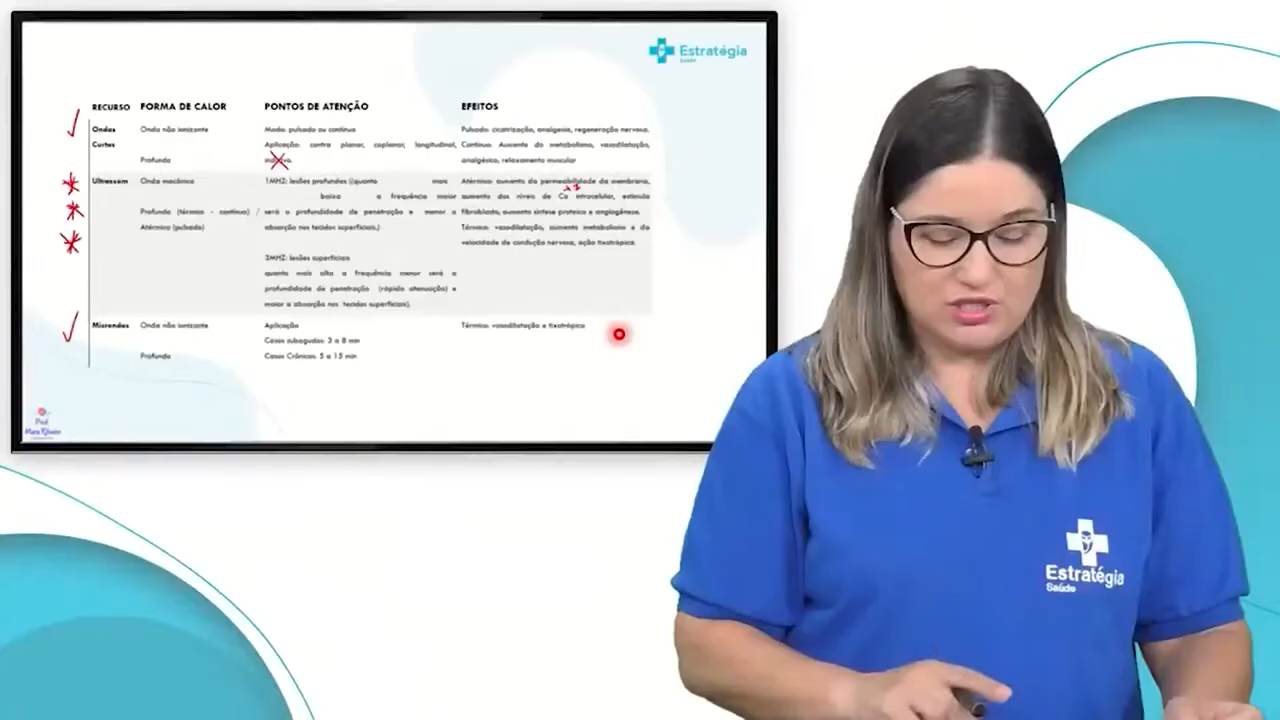 Estratégia
Saúde
RECURSO FORMA DE CALOR PONTOS DE ATENÇÃO EFEITOS
Ondas Curtas
Onda não ionizante
Profunda
Modo: pulsado ou contínuo
Aplicação: contra planar, coplanar, longitudinal,
Pulsado: cicatrização, analgesia, regeneração nervosa.
Contínuo: Aumento do metabolismo, vasodilatação,
analgésico, relaxamento muscular
Ultrassom
Onda mecânica
Profundo (térmico - contínuo) /
Atérmico (pulsado)
1MHZ: lesões profundas ((quanto mais
baixa a frequência maior
será a profundidade de penetração e menor a
absorção nos tecidos superficiais.)
3MHZ: lesões superficiais
quanto mais alta a frequência menor será a
profundidade de penetração (rápida atenuação) e
maior a absorção nos tecidos superficiais).
Atérmico: aumento da permeabilidade da membrana,
aumento dos níveis de Ca intracelular, estimula
fibroblasto, aumento síntese proteica e angiogênese.
Térmico: vasodilatação, aumento metabolismo e da
velocidade de condução nervosa, ação tixotrópica.
Microndas
Onda não ionizante
Profunda
Aplicação
Casos subagudos: 3 a 8 min
Casos Crônicos: 5 a 15 min
Térmico: vasodilatação e tixotrópico
Prof.
Estratégia
Saúde